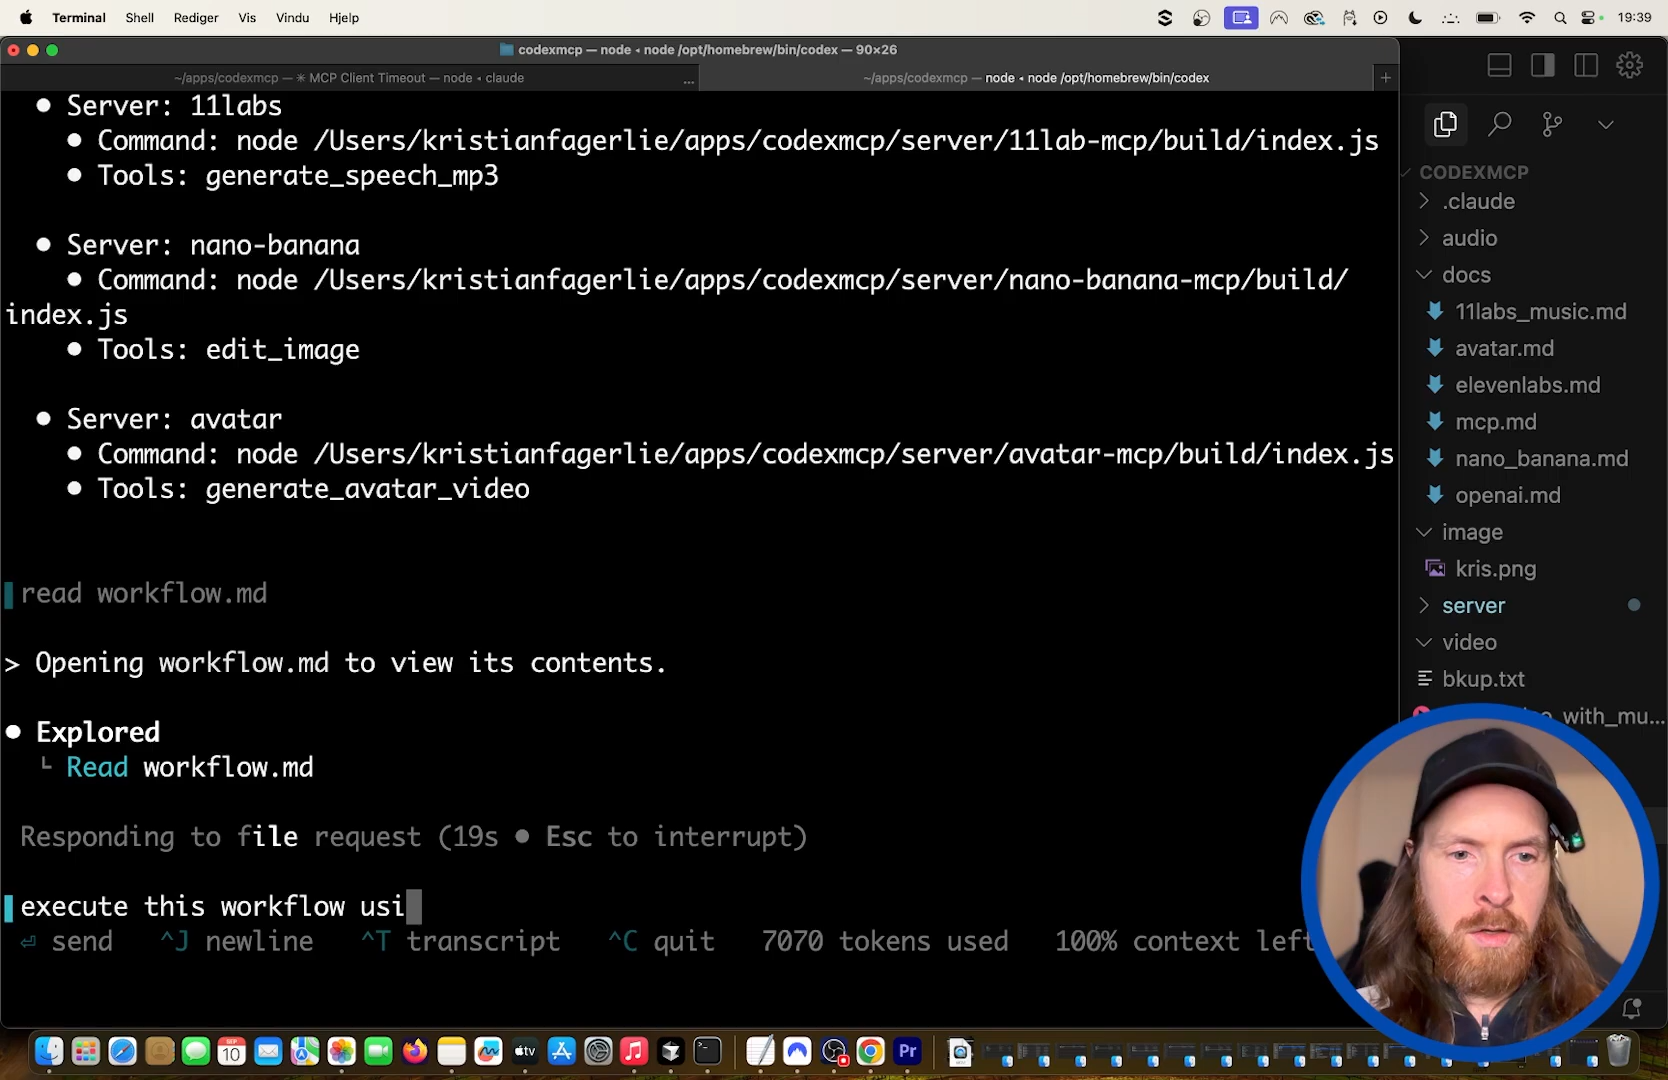 Terminal Shell Rediger Vis Vindu Hjelp 19:39
codexmcp — node ◂ node /opt/homebrew/bin/codex — 90×26
~/apps/codexmcp — ✳ MCP Client Timeout — node ◂ claude ... ~/apps/codexmcp — node ◂ node /opt/homebrew/bin/codex +
● Server: 11labs
● Command: node /Users/kristianfagerlie/apps/codexmcp/server/11lab-mcp/build/index.js
● Tools: generate_speech_mp3
● Server: nano-banana
● Command: node /Users/kristianfagerlie/apps/codexmcp/server/nano-banana-mcp/build/
index.js
● Tools: edit_image
● Server: avatar
● Command: node /Users/kristianfagerlie/apps/codexmcp/server/avatar-mcp/build/index.js
● Tools: generate_avatar_video
read workflow.md
> Opening workflow.md to view its contents.
● Explored
└ Read workflow.md
Responding to file request (19s ● Esc to interrupt)
execute this workflow usi
⏎ send ^J newline ^T transcript ^C quit 7070 tokens used 100% context left
CODEXMCP
.claude
audio
docs
11labs_music.md
avatar.md
elevenlabs.md
mcp.md
nano_banana.md
openai.md
image
kris.png
server
video
bkup.txt
_with_mu...
SEP
10
tv
Pr